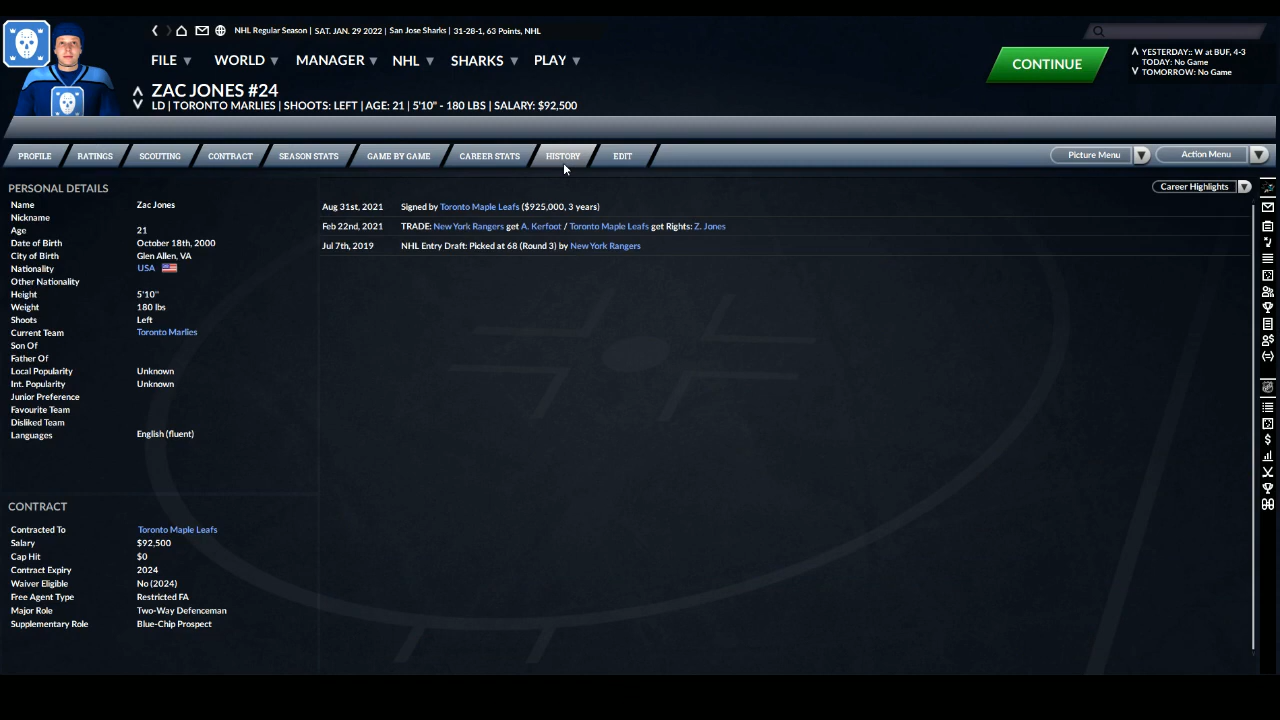 NHL Regular Season | SAT. JAN. 29 2022 | San Jose Sharks | 31-28-1, 63 Points, NHL
FILE WORLD MANAGER NHL SHARKS PLAY
CONTINUE
YESTERDAY:: W at BUF, 4-3
TODAY: No Game
TOMORROW: No Game
ZAC JONES #24
LD | TORONTO MARLIES | SHOOTS: LEFT | AGE: 21 | 5'10" - 180 LBS | SALARY: $92,500
PROFILE RATINGS SCOUTING CONTRACT SEASON STATS GAME BY GAME CAREER STATS HISTORY EDIT Picture Menu Action Menu
PERSONAL DETAILS
Name Zac Jones
Nickname
Age 21
Date of Birth October 18th, 2000
City of Birth Glen Allen, VA
Nationality USA
Other Nationality
Height 5'10"
Weight 180 lbs
Shoots Left
Current Team Toronto Marlies
Son Of
Father Of
Local Popularity Unknown
Int. Popularity Unknown
Junior Preference
Favourite Team
Disliked Team
Languages English (fluent)
CONTRACT
Contracted To Toronto Maple Leafs
Salary $92,500
Cap Hit $0
Contract Expiry 2024
Waiver Eligible No (2024)
Free Agent Type Restricted FA
Major Role Two-Way Defenceman
Supplementary Role Blue-Chip Prospect
Career Highlights
Aug 31st, 2021 Signed by Toronto Maple Leafs ($925,000, 3 years)
Feb 22nd, 2021 TRADE: New York Rangers get A. Kerfoot / Toronto Maple Leafs get Rights: Z. Jones
Jul 7th, 2019 NHL Entry Draft: Picked at 68 (Round 3) by New York Rangers